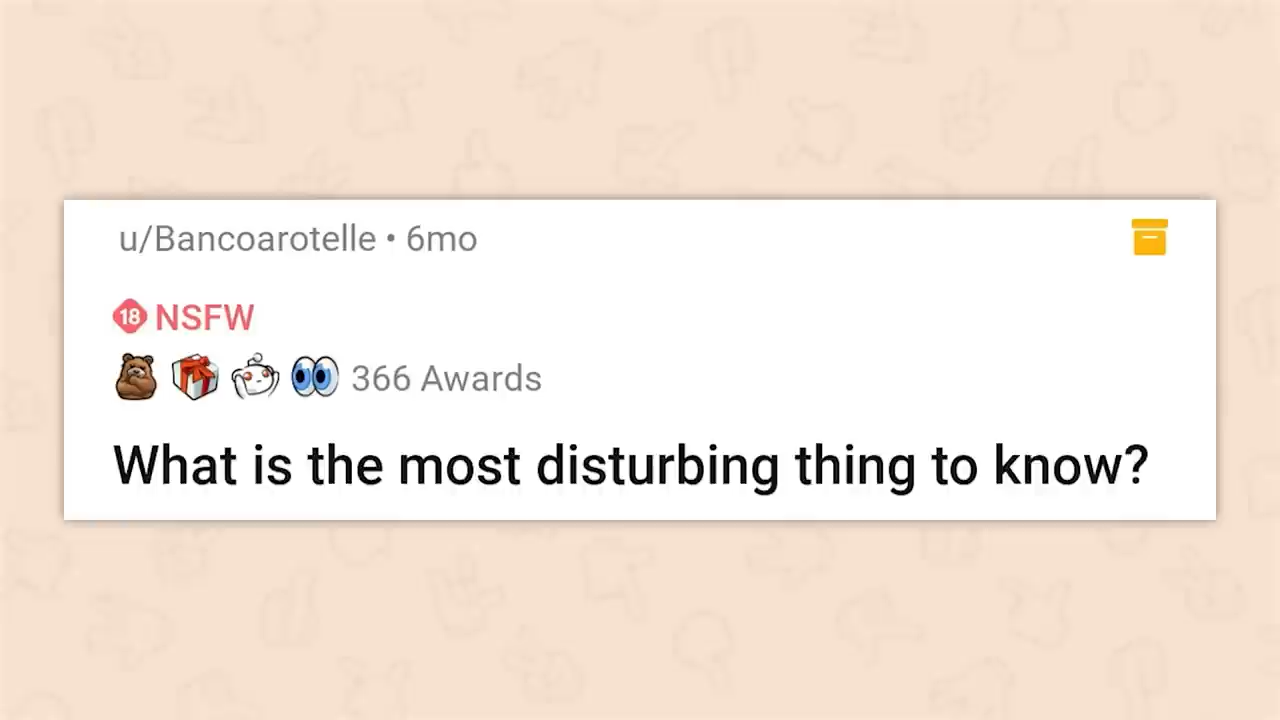 u/Bancoarotelle • 6mo
18 NSFW
366 Awards
What is the most disturbing thing to know?